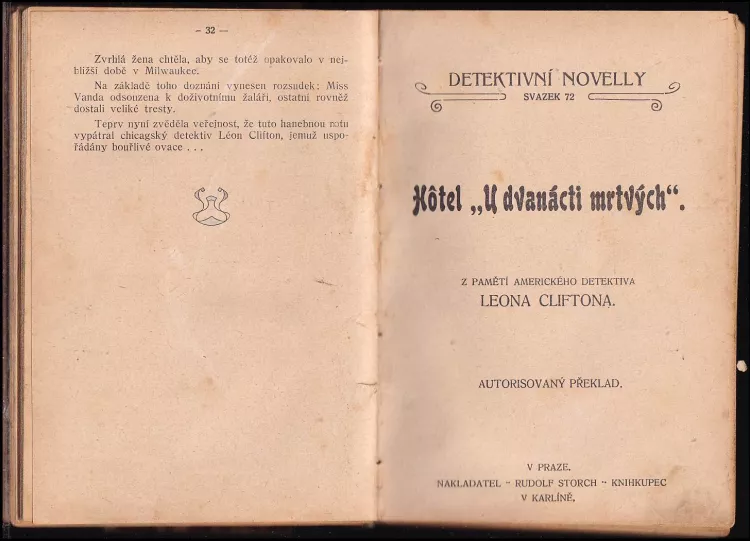 — 32 —
Zvrhlá žena chtěla, aby se totéž opakovalo v nej-
bližší době v Milwaukee.
Na základě toho doznání vynesen rozsudek: Miss
Vanda odsouzena k doživotnímu žaláři, ostatní rovněž
dostali veliké tresty.
Teprv nyní zvěděla veřejnost, že tuto hanebnou rotu
vypátral chicagský detektiv Léon Clifton, jemuž uspo-
řádány bouřlivé ovace . . .
DETEKTIVNÍ NOVELLY
SVAZEK 72
Hôtel „U dvanácti mrtvých“.
Z PAMĚTÍ AMERICKÉHO DETEKTIVA
LEONA CLIFTONA.
AUTORISOVANÝ PŘEKLAD.
V PRAZE.
NAKLADATEL - RUDOLF STORCH - KNIHKUPEC
V KARLÍNĚ.